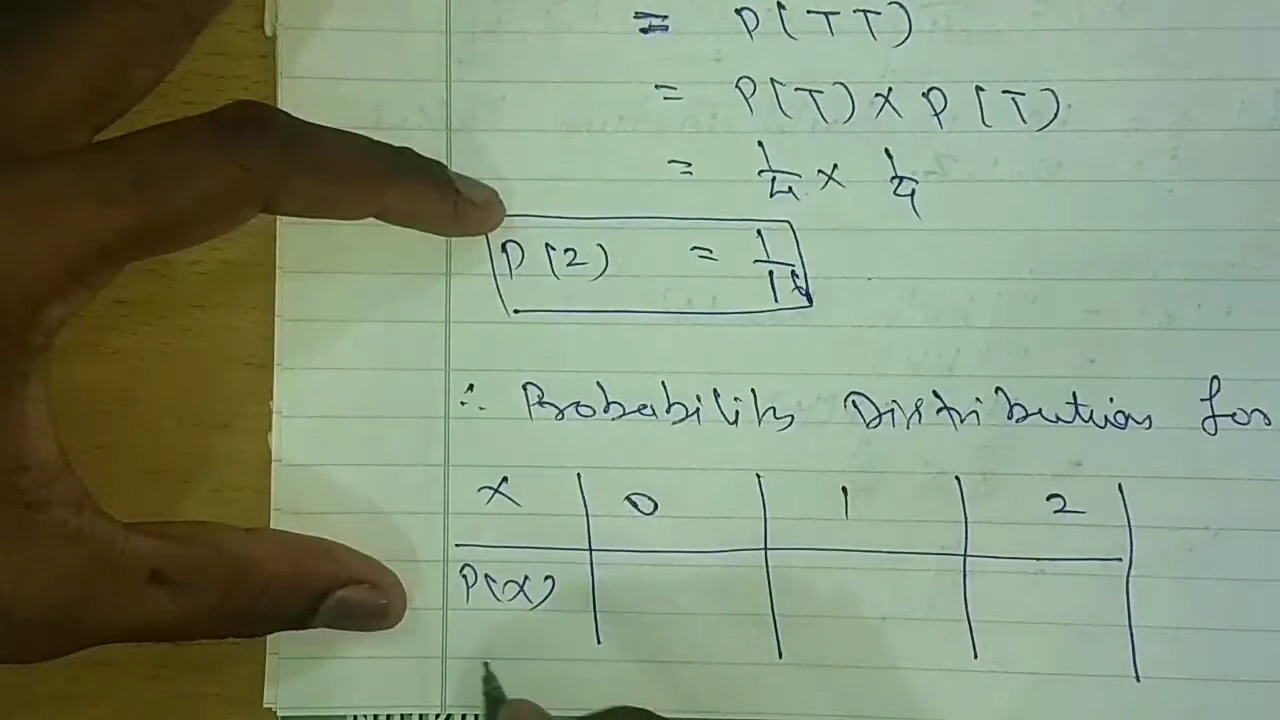 = P(TT)
= P(T) × P(T)
= 1/4 × 1/4
P(2) = 1/16
∴ Probability Distribution for
X 0 1 2
P(x)